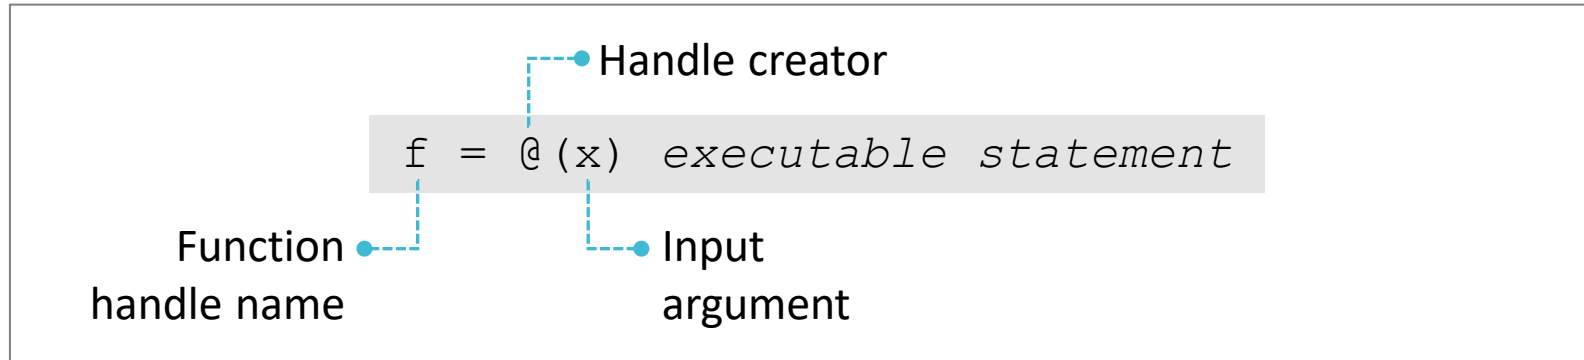 Handle creator
f = @(x) executable statement
Function
handle name
Input
argument